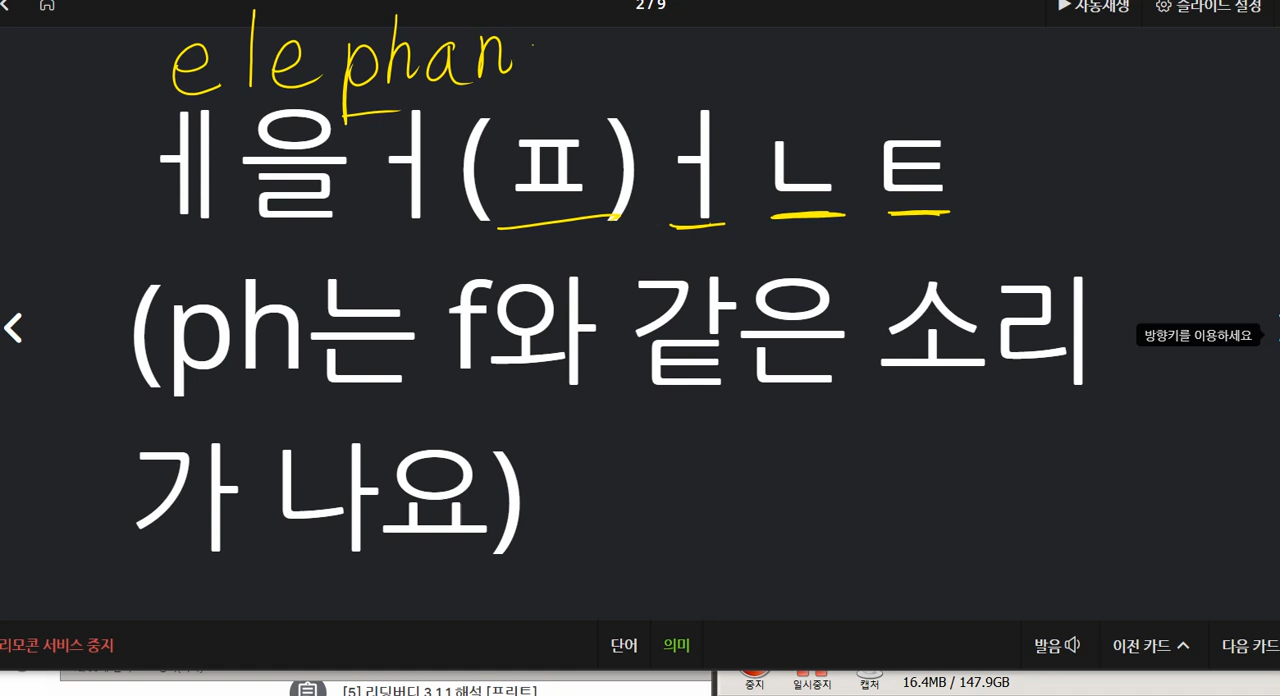 2 / 9
▶ 자동재생 슬라이드 설정
elephan
ㅔ을ㅓ(ㅍ)ㅓ ㄴ ㅌ
(ph는 f와 같은 소리
가 나요)
방향키를 이용하세요
리모콘 서비스 중지 단어 의미 발음 이전 카드 다음 카드
[5] 리딩버디 3 1 1 해설 [프린트] 중지 일시중지 캡처 16.4MB / 147.9GB